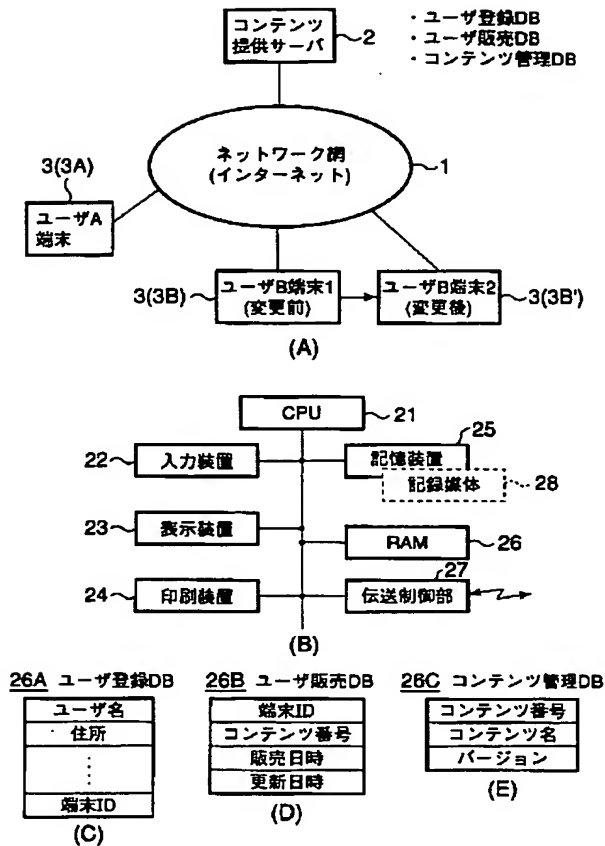 コンテンツ
提供サーバ
2
・ユーザ登録DB
・ユーザ販売DB
・コンテンツ管理DB
ネットワーク網
(インターネット)
1
3(3A)
ユーザA
端末
3(3B)
ユーザB端末1
(変更前)
ユーザB端末2
(変更後)
3(3B')
(A)
CPU
21
22
入力装置
25
記憶装置
記録媒体
28
23
表示装置
RAM
26
24
印刷装置
27
伝送制御部
(B)
26A ユーザ登録DB
ユーザ名
住所
端末ID
(C)
26B ユーザ販売DB
端末ID
コンテンツ番号
販売日時
更新日時
(D)
26C コンテンツ管理DB
コンテンツ番号
コンテンツ名
バージョン
(E)